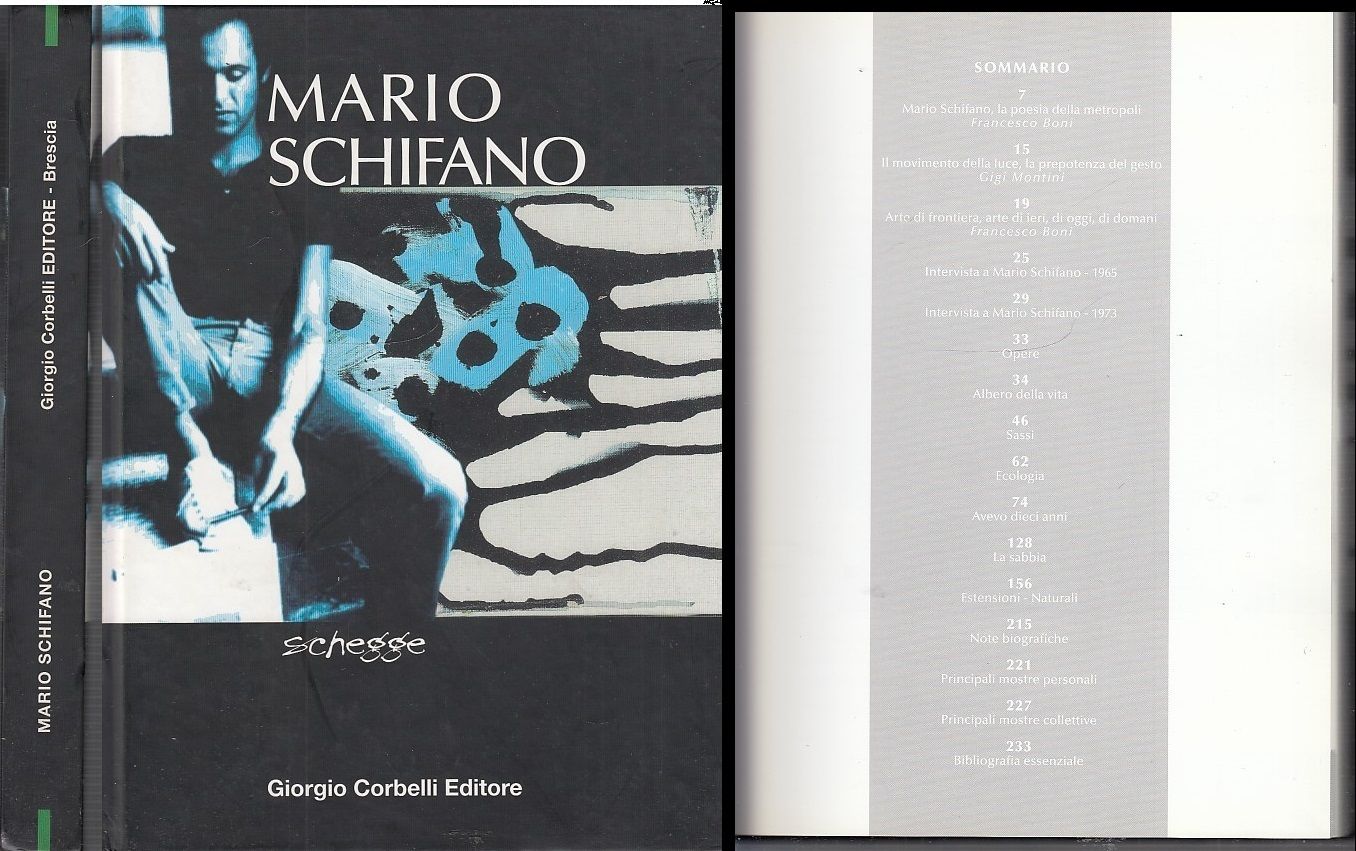 Giorgio Corbelli EDITORE - Brescia
MARIO SCHIFANO
MARIO
SCHIFANO
schegge
Giorgio Corbelli Editore
SOMMARIO
7
Mario Schifano, la poesia della metropoli
Francesco Boni
15
Il movimento della luce, la prepotenza del gesto
Gigi Montini
19
Arte di frontiera, arte di ieri, di oggi, di domani
Francesco Boni
25
Intervista a Mario Schifano - 1965
29
Intervista a Mario Schifano - 1973
33
Opere
34
Albero della vita
46
Sassi
62
Ecologia
74
Avevo dieci anni
128
La sabbia
156
Estensioni - Naturali
215
Note biografiche
221
Principali mostre personali
227
Principali mostre collettive
233
Bibliografia essenziale